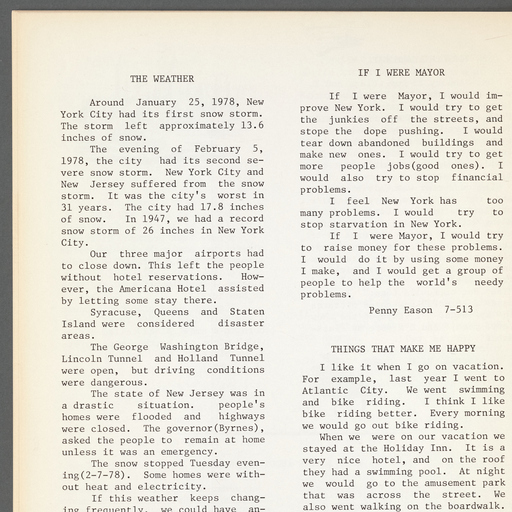 THE WEATHER
Around January 25, 1978, New
York City had its first snow storm.
The storm left approximately 13.6
inches of snow.
The evening of February 5,
1978, the city had its second se-
vere snow storm. New York City and
New Jersey suffered from the snow
storm. It was the city's worst in
31 years. The city had 17.8 inches
of snow. In 1947, we had a record
snow storm of 26 inches in New York
City.
Our three major airports had
to close down. This left the people
without hotel reservations. How-
ever, the Americana Hotel assisted
by letting some stay there.
Syracuse, Queens and Staten
Island were considered disaster
areas.
The George Washington Bridge,
Lincoln Tunnel and Holland Tunnel
were open, but driving conditions
were dangerous.
The state of New Jersey was in
a drastic situation. people's
homes were flooded and highways
were closed. The governor(Byrnes),
asked the people to remain at home
unless it was an emergency.
The snow stopped Tuesday even-
ing(2-7-78). Some homes were with-
out heat and electricity.
If this weather keeps chang-
ing frequently, we could have an-
IF I WERE MAYOR
If I were Mayor, I would im-
prove New York. I would try to get
the junkies off the streets, and
stope the dope pushing. I would
tear down abandoned buildings and
make new ones. I would try to get
more people jobs(good ones). I
would also try to stop financial
problems.
I feel New York has too
many problems. I would try to
stop starvation in New York.
If I were Mayor, I would try
to raise money for these problems.
I would do it by using some money
I make, and I would get a group of
people to help the world's needy
problems.
Penny Eason 7-513
THINGS THAT MAKE ME HAPPY
I like it when I go on vacation.
For example, last year I went to
Atlantic City. We went swimming
and bike riding. I think I like
bike riding better. Every morning
we would go out bike riding.
When we were on our vacation we
stayed at the Holiday Inn. It is a
very nice hotel, and on the roof
they had a swimming pool. At night
we would go to the amusement park
that was across the street. We
also went walking on the boardwalk.